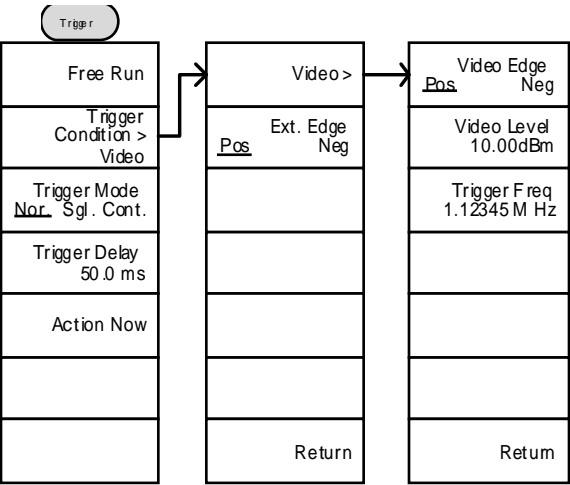 Trigger
Free Run
Trigger
Condition >
Video
Trigger Mode
Nor. Sgl. Cont.
Trigger Delay
50.0 ms
Action Now
Video >
Ext. Edge
Pos Neg
Return
Video Edge
Pos Neg
Video Level
10.00dBm
Trigger Freq
1.12345 M Hz
Return